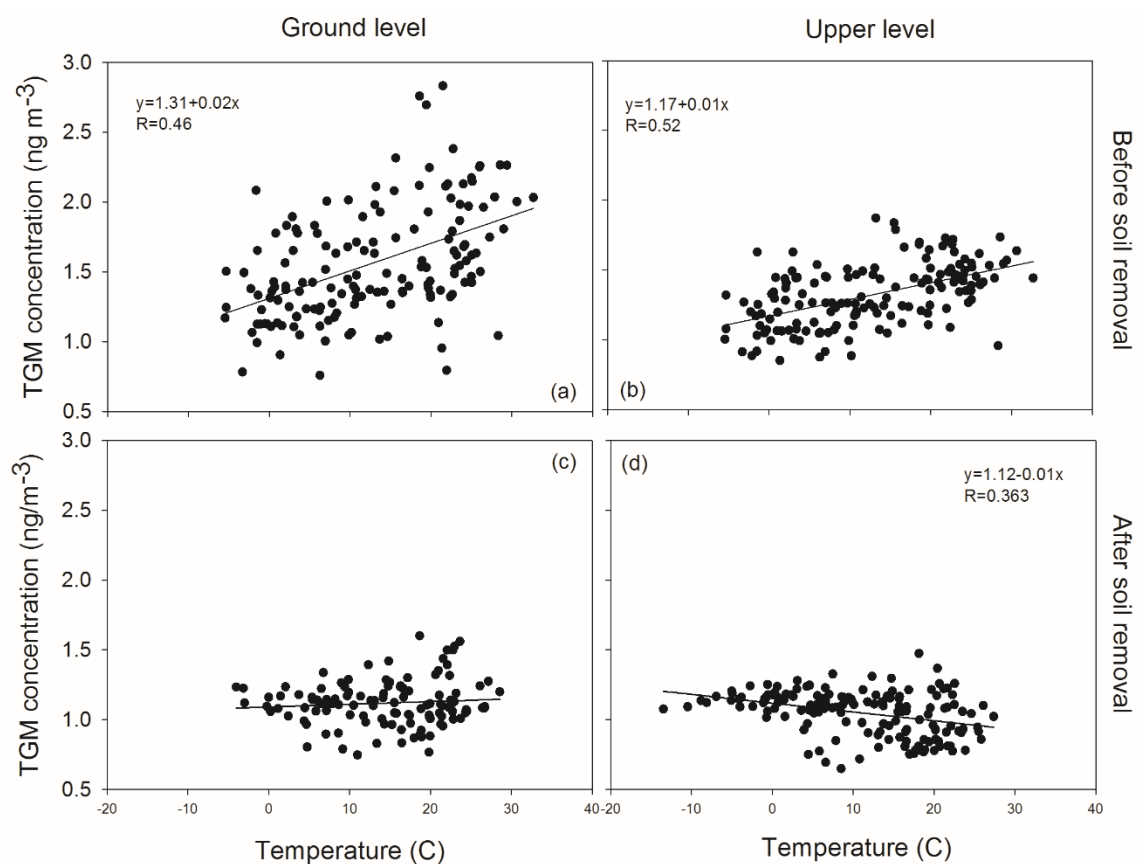 Ground level
Upper level
3.0
2.5
2.0
1.5
1.0
0.5
TGM concentration (ng m⁻³)
y=1.31+0.02x
R=0.46
(a)
y=1.17+0.01x
R=0.52
(b)
Before soil removal
3.0
2.5
2.0
1.5
1.0
0.5
TGM concentration (ng/m⁻³)
(c)
(d)
y=1.12-0.01x
R=0.363
After soil removal
-20 -10 0 10 20 30 40
-20 -10 0 10 20 30 40
Temperature (C)
Temperature (C)